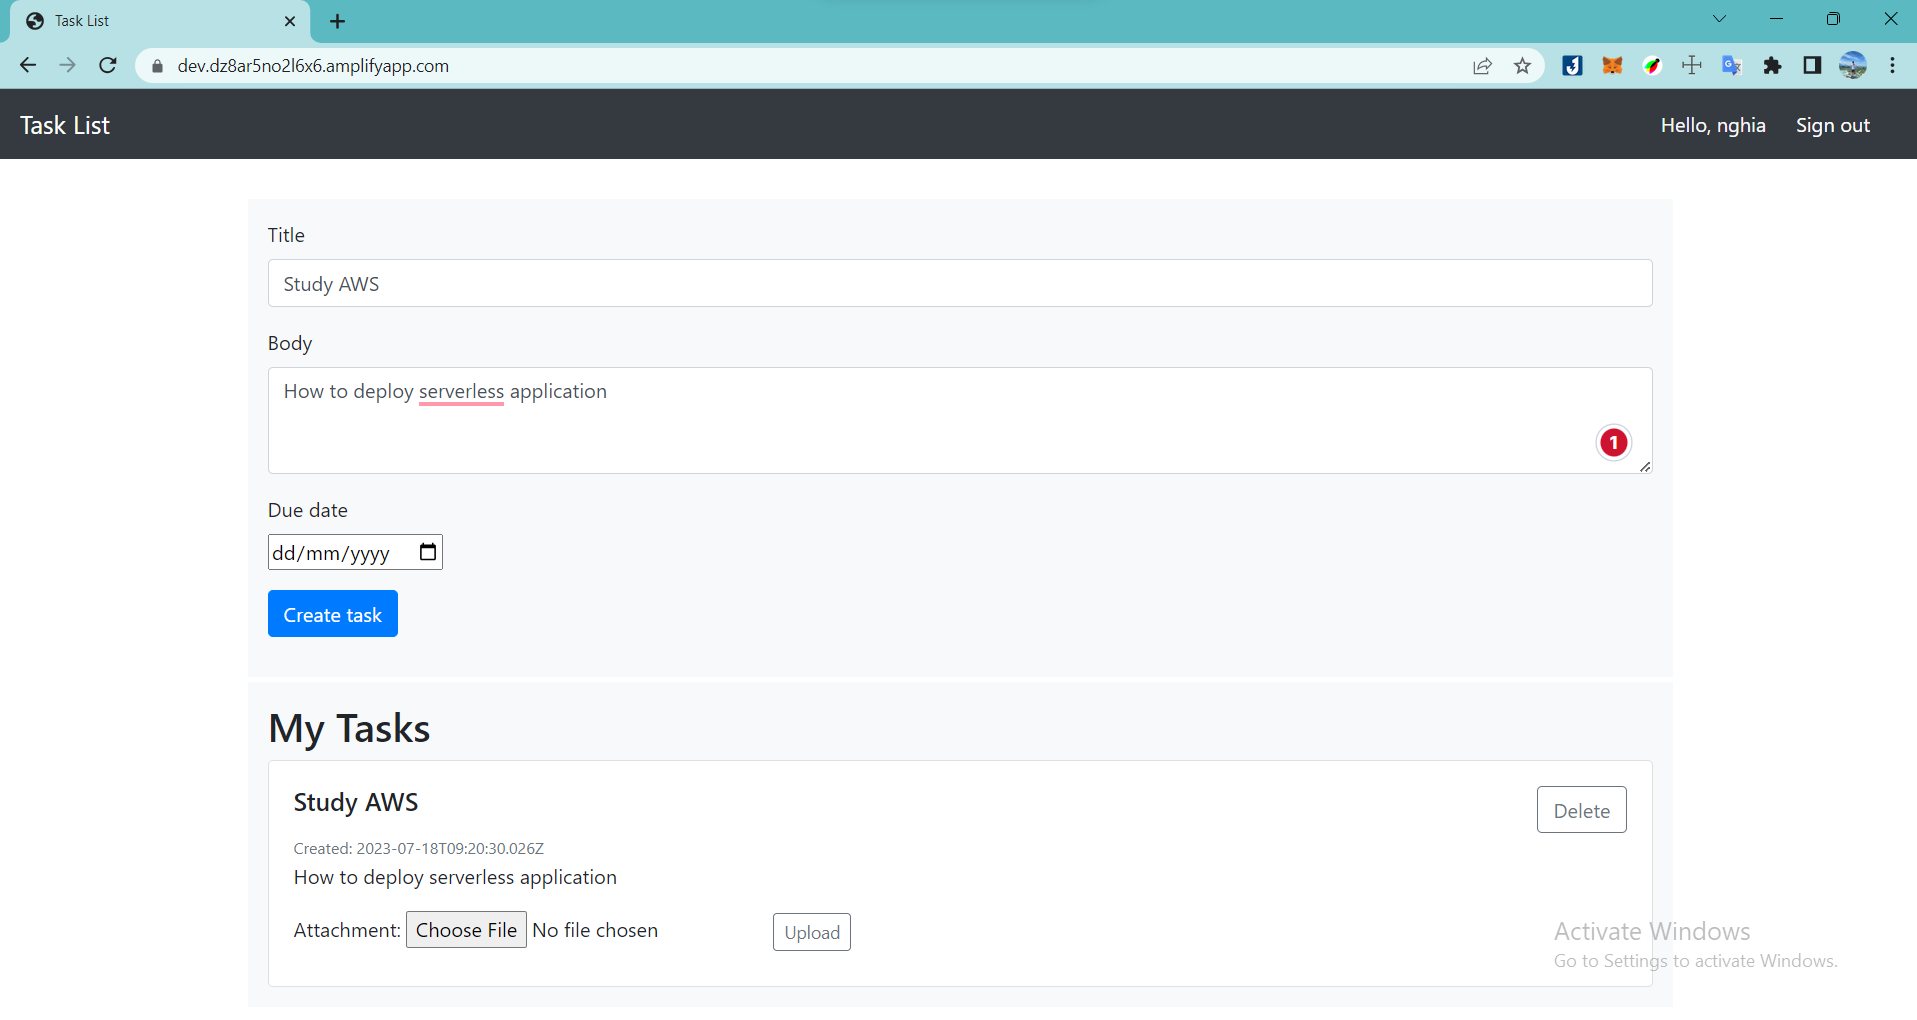 Task List
dev.dz8ar5no2l6x6.amplifyapp.com
Task List
Hello, nghia
Sign out
Title
Study AWS
Body
How to deploy serverless application
1
Due date
dd/mm/yyyy
Create task
My Tasks
Study AWS
Delete
Created: 2023-07-18T09:20:30.026Z
How to deploy serverless application
Attachment: Choose File No file chosen Upload
Activate Windows
Go to Settings to activate Windows.